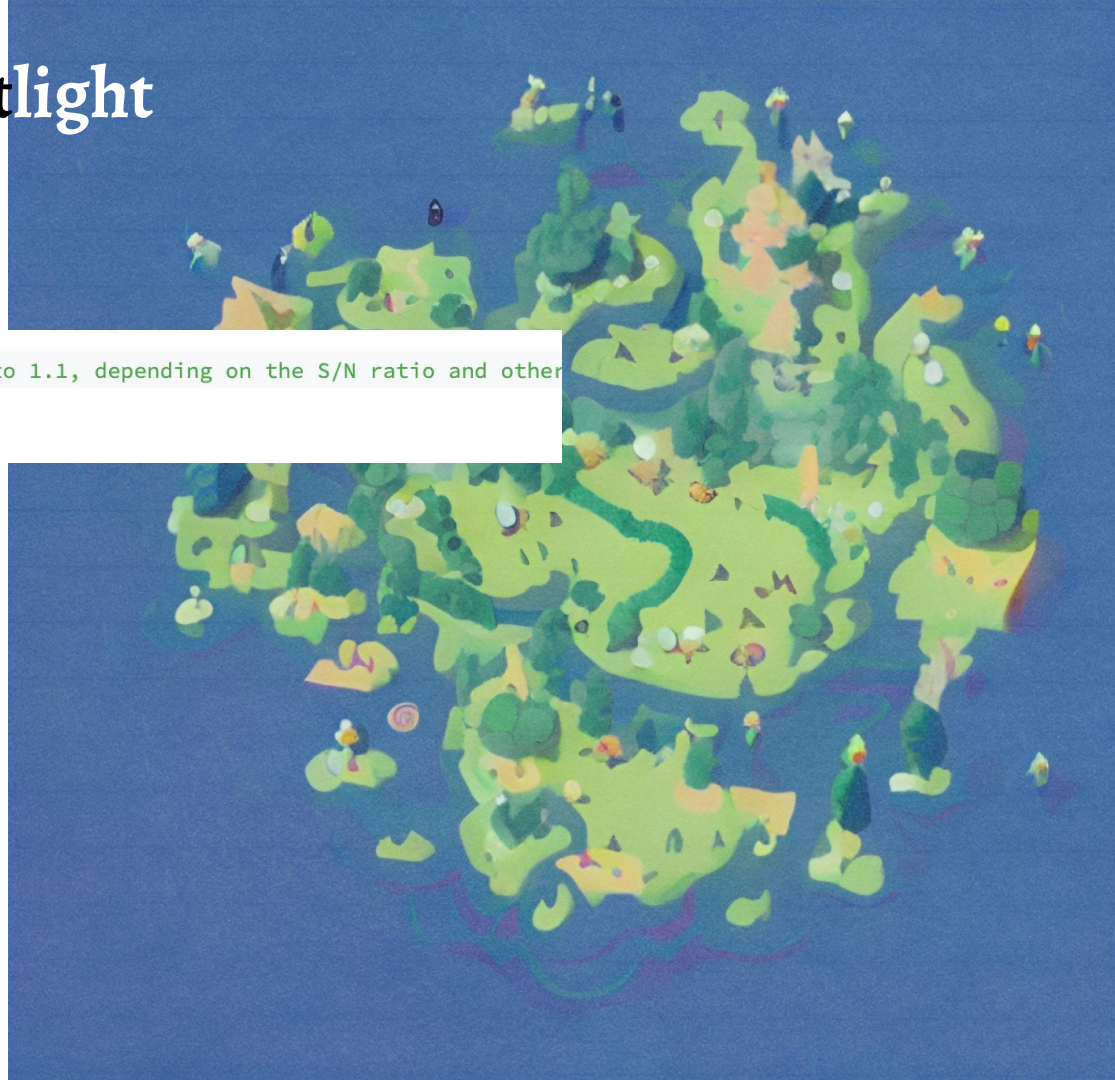 tlight
to 1.1, depending on the S/N ratio and other